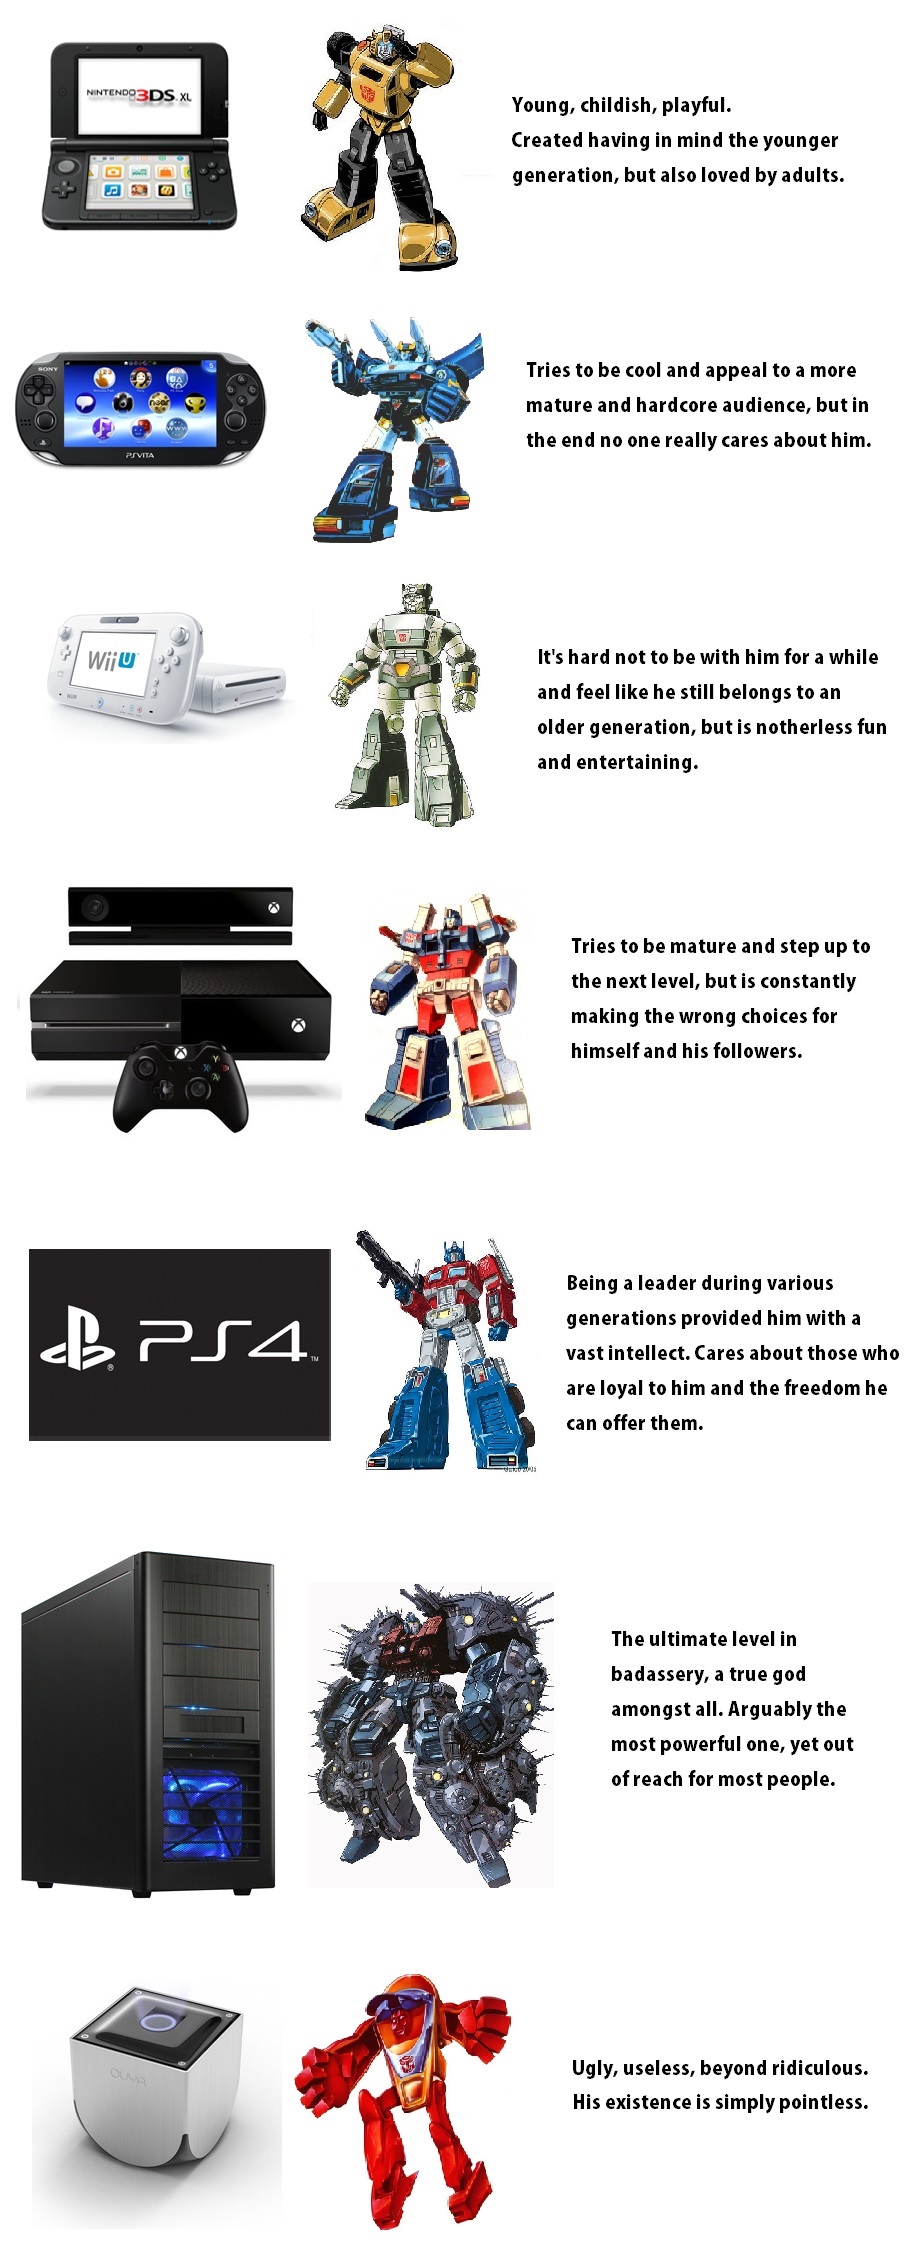 NINTENDO 3DS XL
Young, childish, playful.
Created having in mind the younger
generation, but also loved by adults.
SONY
PSVITA
Tries to be cool and appeal to a more
mature and hardcore audience, but in
the end no one really cares about him.
Wii U
It's hard not to be with him for a while
and feel like he still belongs to an
older generation, but is notherless fun
and entertaining.
Tries to be mature and step up to
the next level, but is constantly
making the wrong choices for
himself and his followers.
PS4
Being a leader during various
generations provided him with a
vast intellect. Cares about those who
are loyal to him and the freedom he
can offer them.
The ultimate level in
badassery, a true god
amongst all. Arguably the
most powerful one, yet out
of reach for most people.
OUYA
Ugly, useless, beyond ridiculous.
His existence is simply pointless.